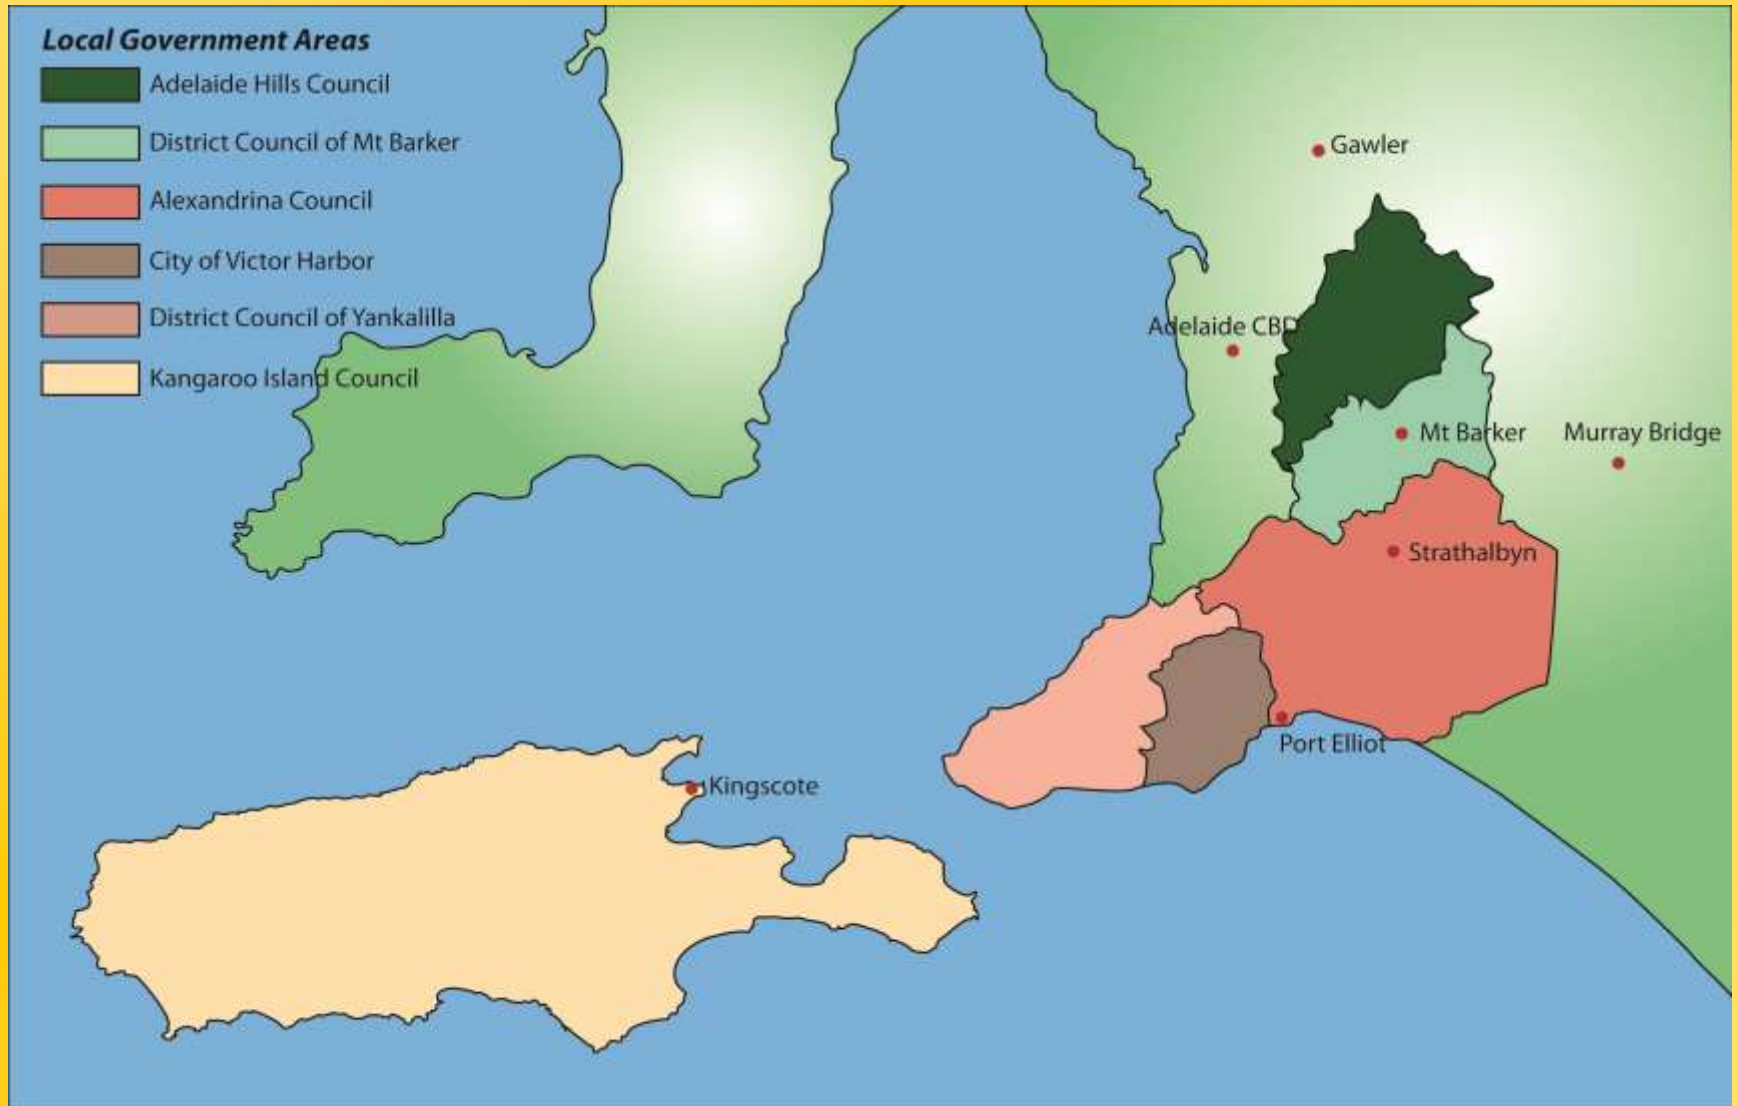 Local Government Areas
Adelaide Hills Council
District Council of Mt Barker
Alexandrina Council
City of Victor Harbor
District Council of Yankalilla
Kangaroo Island Council
Gawler
Adelaide CBD
Mt Barker
Murray Bridge
Strathalbyn
Port Elliot
Kingscote